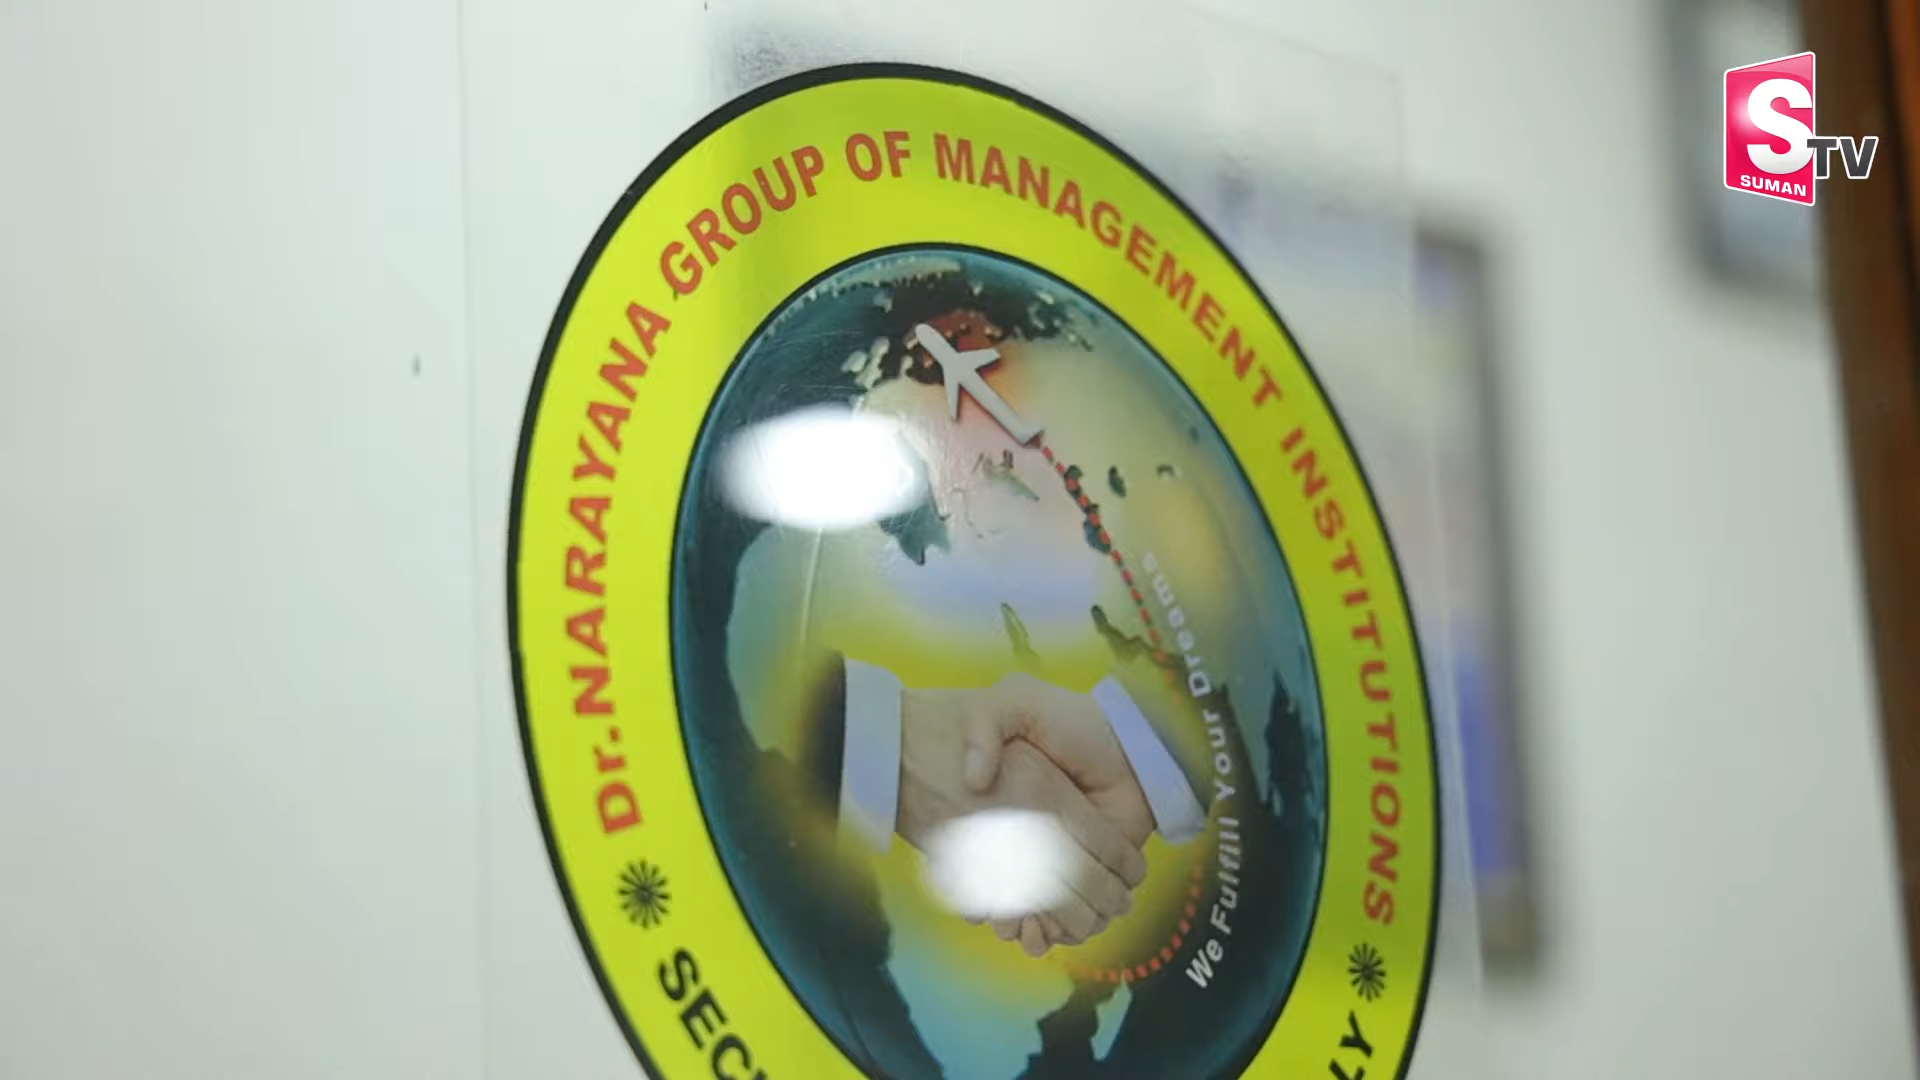 Dr. NARAYANA GROUP OF MANAGEMENT INSTITUTIONS
We Fulfill Your Dreams
S TV
SUMAN